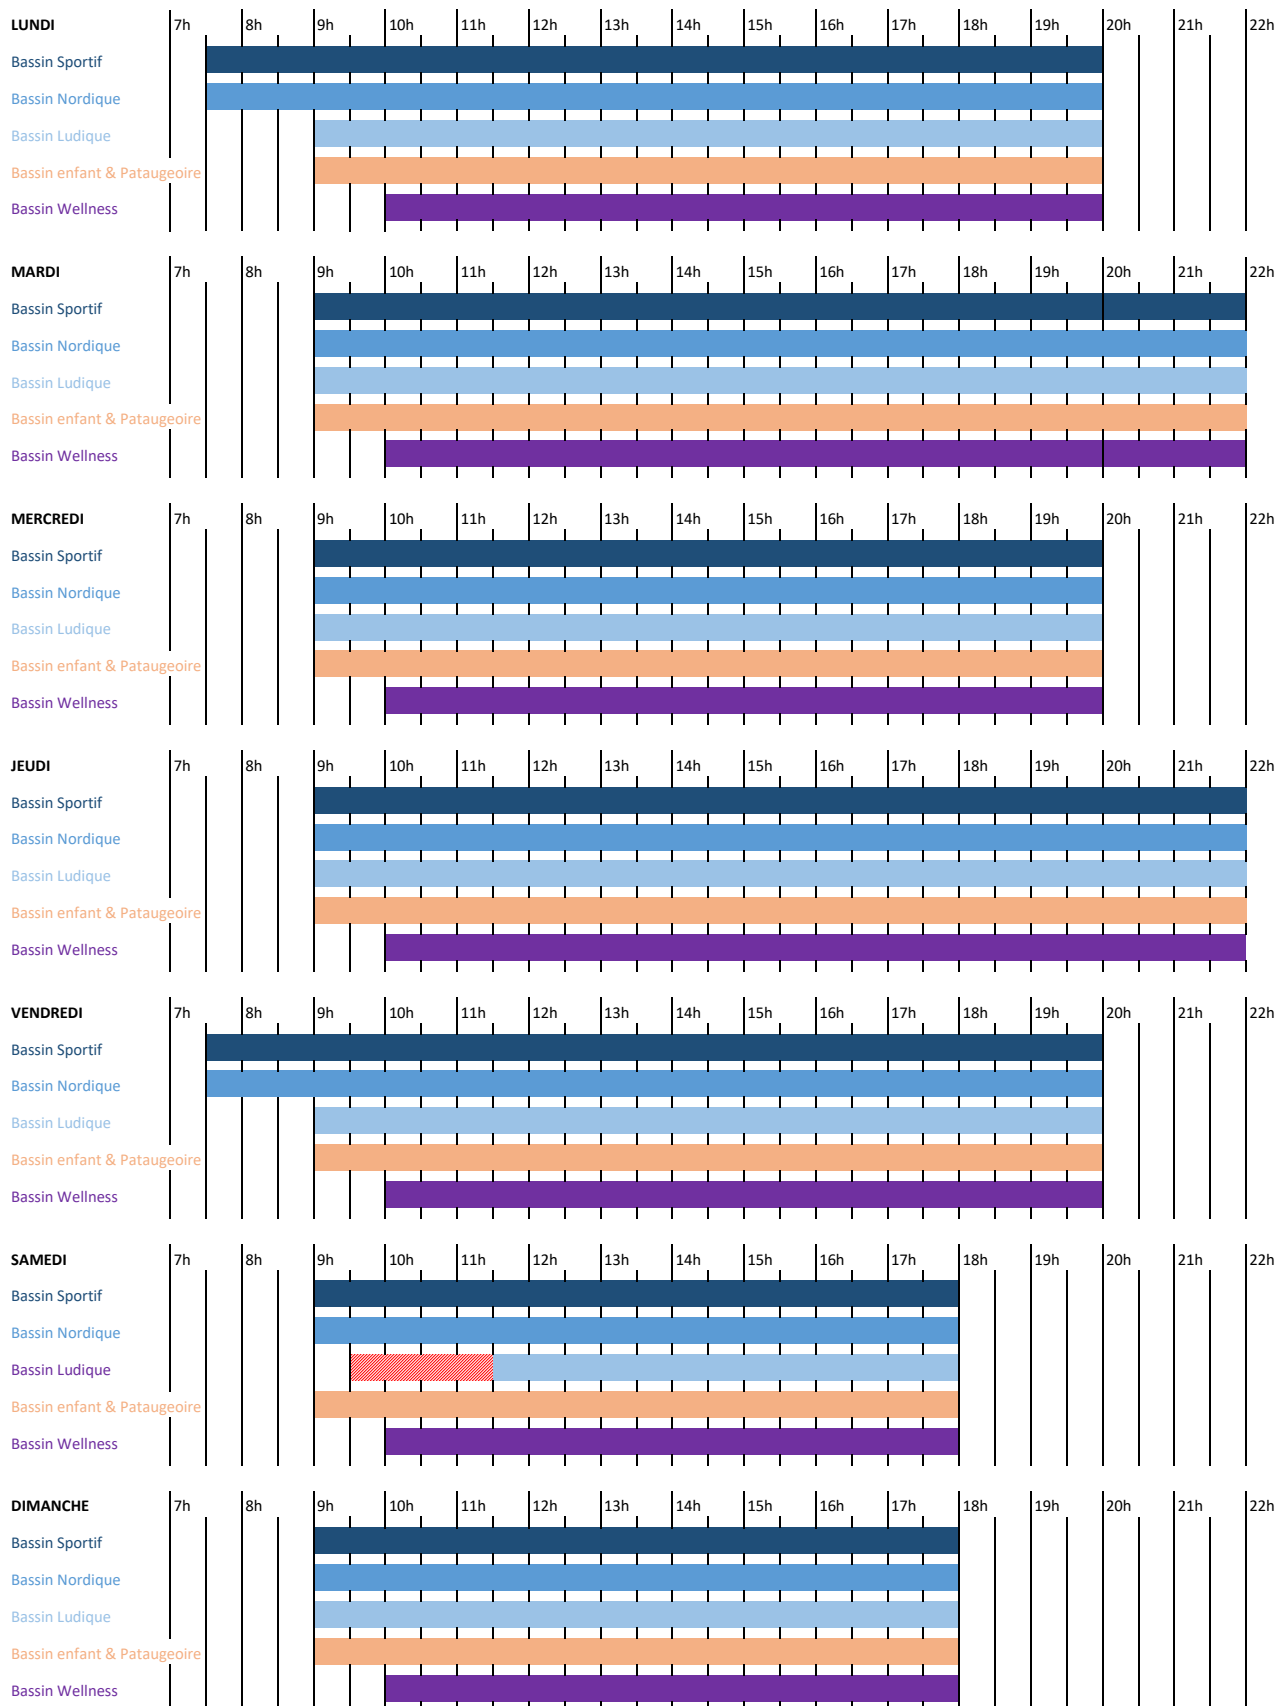 LUNDI 7h 8h 9h 10h 11h 12h 13h 14h 15h 16h 17h 18h 19h 20h 21h 22h
Bassin Sportif
Bassin Nordique
Bassin Ludique
Bassin enfant & Pataugeoire
Bassin Wellness
MARDI 7h 8h 9h 10h 11h 12h 13h 14h 15h 16h 17h 18h 19h 20h 21h 22h
Bassin Sportif
Bassin Nordique
Bassin Ludique
Bassin enfant & Pataugeoire
Bassin Wellness
MERCREDI 7h 8h 9h 10h 11h 12h 13h 14h 15h 16h 17h 18h 19h 20h 21h 22h
Bassin Sportif
Bassin Nordique
Bassin Ludique
Bassin enfant & Pataugeoire
Bassin Wellness
JEUDI 7h 8h 9h 10h 11h 12h 13h 14h 15h 16h 17h 18h 19h 20h 21h 22h
Bassin Sportif
Bassin Nordique
Bassin Ludique
Bassin enfant & Pataugeoire
Bassin Wellness
VENDREDI 7h 8h 9h 10h 11h 12h 13h 14h 15h 16h 17h 18h 19h 20h 21h 22h
Bassin Sportif
Bassin Nordique
Bassin Ludique
Bassin enfant & Pataugeoire
Bassin Wellness
SAMEDI 7h 8h 9h 10h 11h 12h 13h 14h 15h 16h 17h 18h 19h 20h 21h 22h
Bassin Sportif
Bassin Nordique
Bassin Ludique
Bassin enfant & Pataugeoire
Bassin Wellness
DIMANCHE 7h 8h 9h 10h 11h 12h 13h 14h 15h 16h 17h 18h 19h 20h 21h 22h
Bassin Sportif
Bassin Nordique
Bassin Ludique
Bassin enfant & Pataugeoire
Bassin Wellness